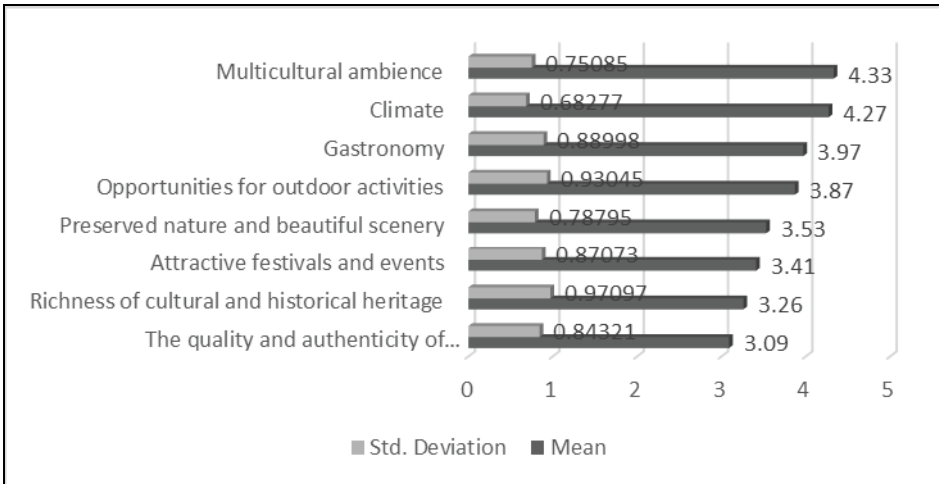 Multicultural ambience 0.75085 4.33
Climate 0.68277 4.27
Gastronomy 0.88998 3.97
Opportunities for outdoor activities 0.93045 3.87
Preserved nature and beautiful scenery 0.78795 3.53
Attractive festivals and events 0.87073 3.41
Richness of cultural and historical heritage 0.97097 3.26
The quality and authenticity of... 0.84321 3.09
0 1 2 3 4 5
Std. Deviation Mean